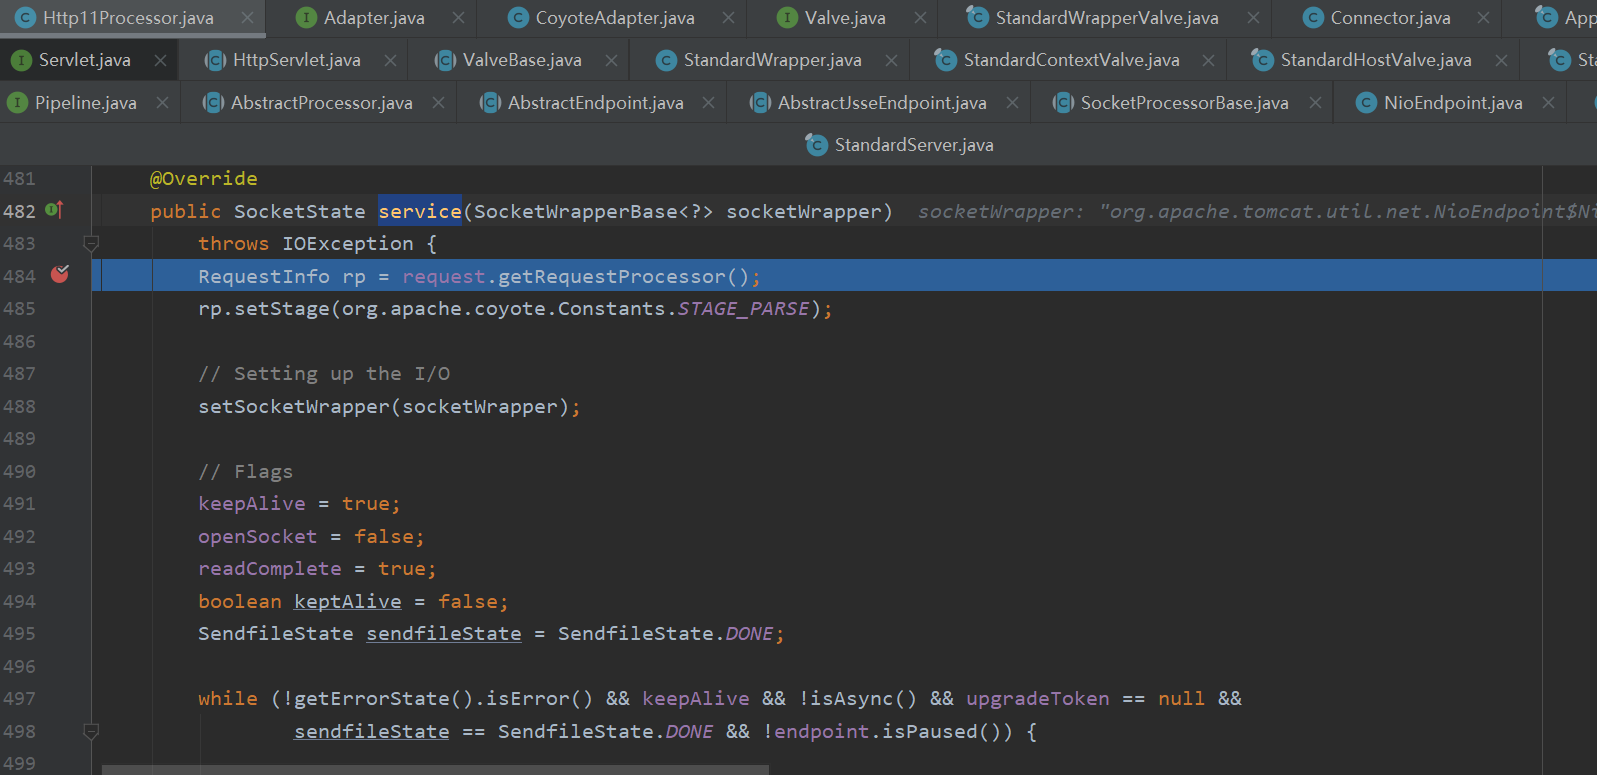 Http11Processor.java Adapter.java CoyoteAdapter.java Valve.java StandardWrapperValve.java Connector.java App
Servlet.java HttpServlet.java ValveBase.java StandardWrapper.java StandardContextValve.java StandardHostValve.java Sta
Pipeline.java AbstractProcessor.java AbstractEndpoint.java AbstractJsseEndpoint.java SocketProcessorBase.java NioEndpoint.java
StandardServer.java
481 @Override
482 public SocketState service(SocketWrapperBase<?> socketWrapper) socketWrapper: "org.apache.tomcat.util.net.NioEndpoint$Ni
483 throws IOException {
484 RequestInfo rp = request.getRequestProcessor();
485 rp.setStage(org.apache.coyote.Constants.STAGE_PARSE);
486
487 // Setting up the I/O
488 setSocketWrapper(socketWrapper);
489
490 // Flags
491 keepAlive = true;
492 openSocket = false;
493 readComplete = true;
494 boolean keptAlive = false;
495 SendfileState sendfileState = SendfileState.DONE;
496
497 while (!getErrorState().isError() && keepAlive && !isAsync() && upgradeToken == null &&
498 sendfileState == SendfileState.DONE && !endpoint.isPaused()) {
499